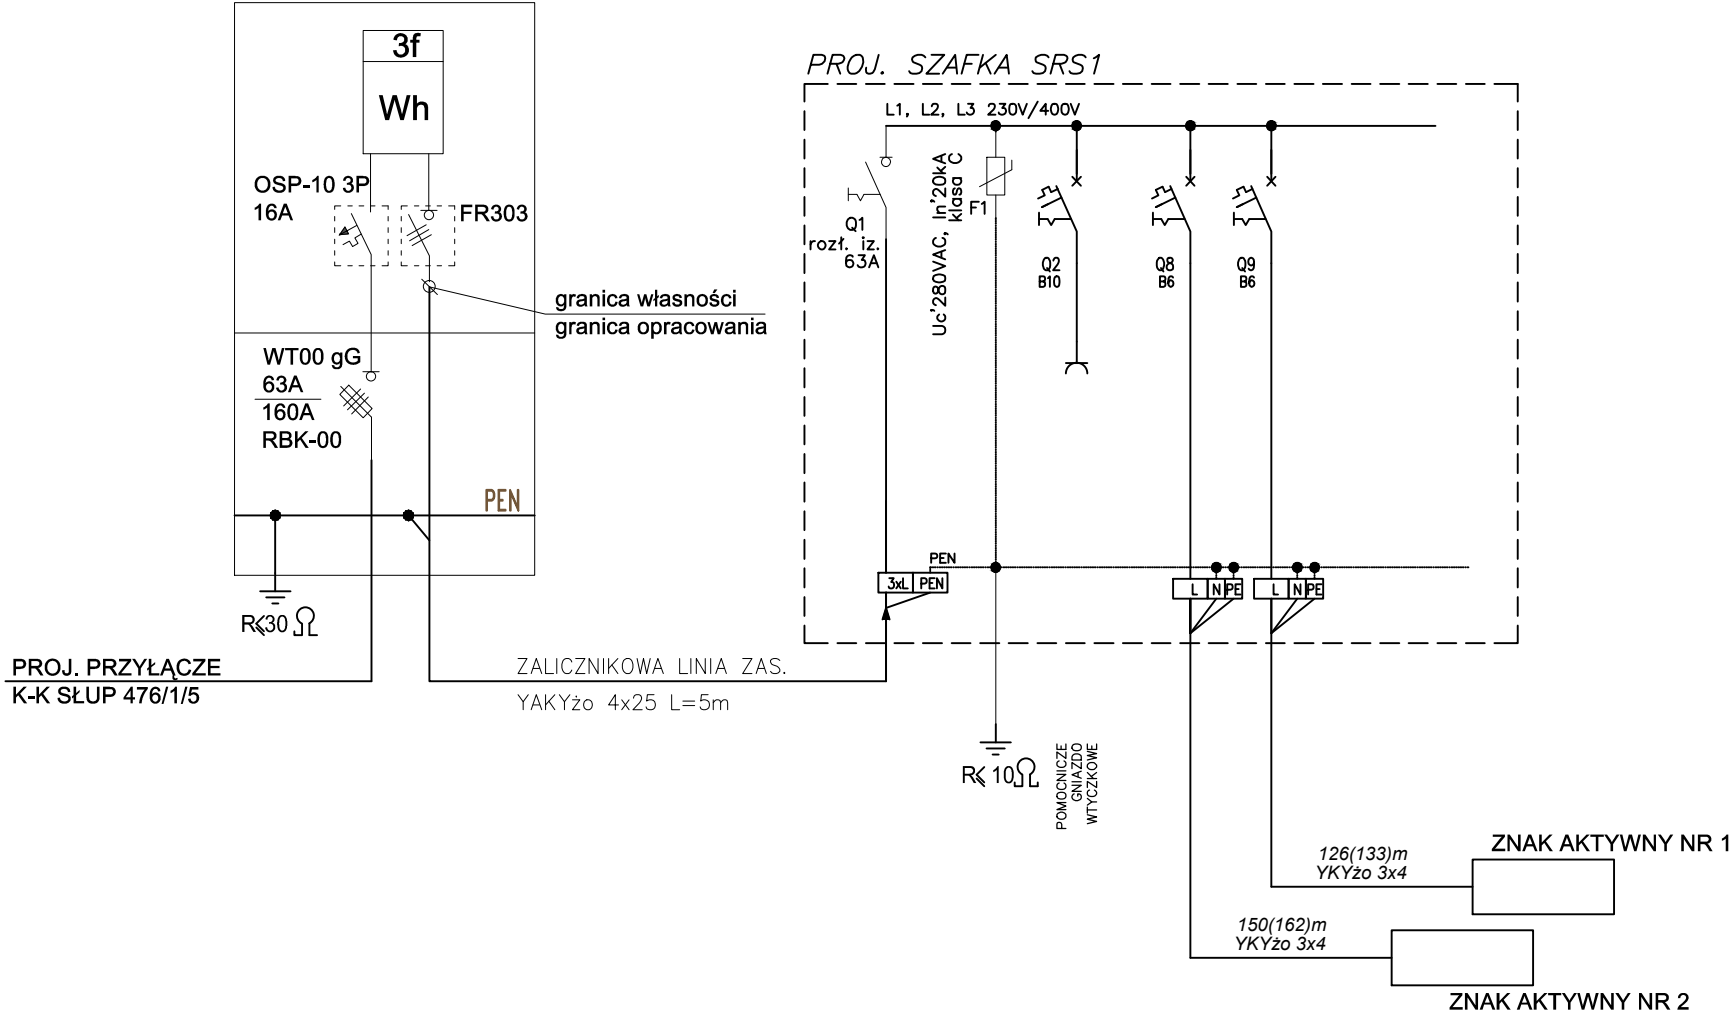 3f
Wh
OSP-10 3P
16A
FR303
granica własności
granica opracowania
WT00 gG
63A
160A
RBK-00
PEN
R≪30 Ω
PROJ. PRZYŁĄCZE
K-K SŁUP 476/1/5
ZALICZNIKOWA LINIA ZAS.
YAKYżo 4x25 L=5m
PROJ. SZAFKA SRS1
L1, L2, L3 230V/400V
Q1
rozł. iz.
63A
Uc'280VAC, In'20kA
klasa C
F1
Q2
B10
Q8
B6
Q9
B6
PEN
3xL PEN
L N PE
L N PE
R≪ 10Ω
POMOCNICZE
GNIAZDO
WTYCZKOWE
ZNAK AKTYWNY NR 1
126(133)m
YKYżo 3x4
150(162)m
YKYżo 3x4
ZNAK AKTYWNY NR 2